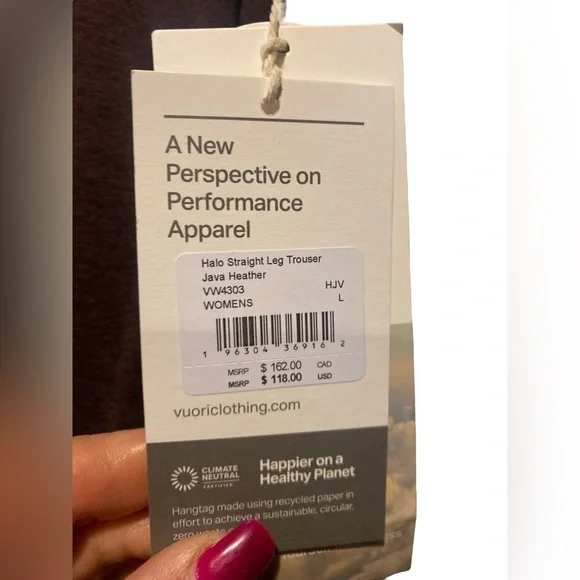 A New
Perspective on
Performance
Apparel
Halo Straight Leg Trouser
Java Heather
VW4303 HJV
WOMENS L
1 96304 36916 2
MSRP $ 162.00 CAD
MSRP $ 118.00 USD
vuoriclothing.com
CLIMATE
NEUTRAL
CERTIFIED
Happier on a
Healthy Planet
Hangtag made using recycled paper in
effort to achieve a sustainable, circular,
zero waste